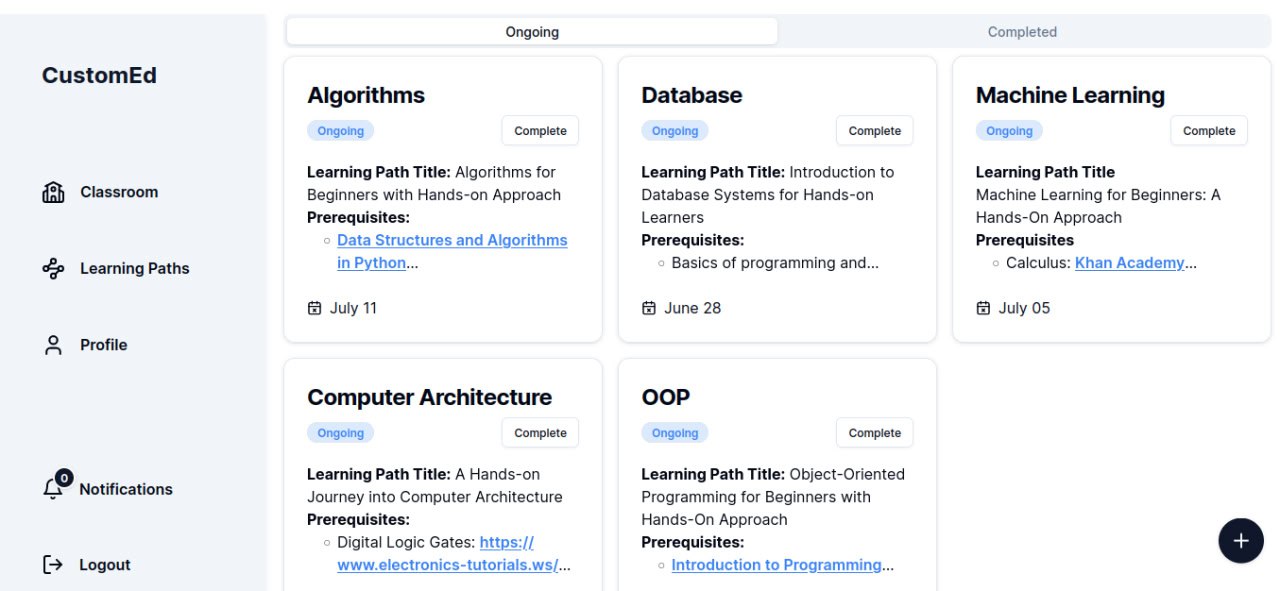 CustomEd
Classroom
Learning Paths
Profile
0
Notifications
Logout
Ongoing
Completed
Algorithms
Ongoing
Complete
Learning Path Title: Algorithms for
Beginners with Hands-on Approach
Prerequisites:
Data Structures and Algorithms
in Python...
July 11
Database
Ongoing
Complete
Learning Path Title: Introduction to
Database Systems for Hands-on
Learners
Prerequisites:
Basics of programming and...
June 28
Machine Learning
Ongoing
Complete
Learning Path Title
Machine Learning for Beginners: A
Hands-On Approach
Prerequisites
Calculus: Khan Academy...
July 05
Computer Architecture
Ongoing
Complete
Learning Path Title: A Hands-on
Journey into Computer Architecture
Prerequisites:
Digital Logic Gates: https://
www.electronics-tutorials.ws/...
OOP
Ongoing
Complete
Learning Path Title: Object-Oriented
Programming for Beginners with
Hands-On Approach
Prerequisites:
Introduction to Programming...
+